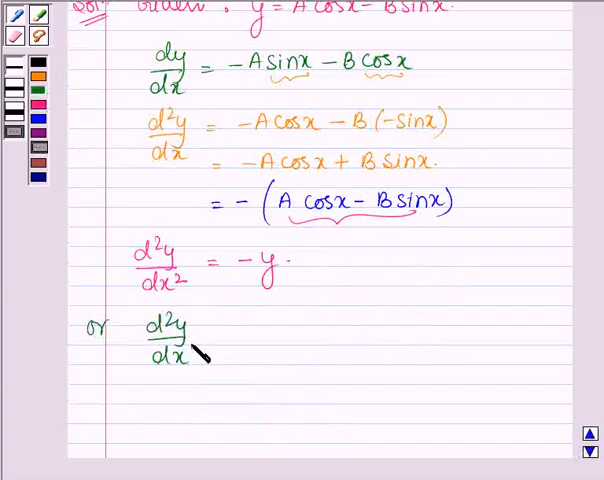 Soln Given : y = A cosx - B sinx.
dy/dx = -A sinx - B cosx
d²y/dx = -A cosx - B (-sinx)
= -A cosx + B sinx.
= - (A cosx - B sinx)
d²y/dx² = -y.
or d²y/dx